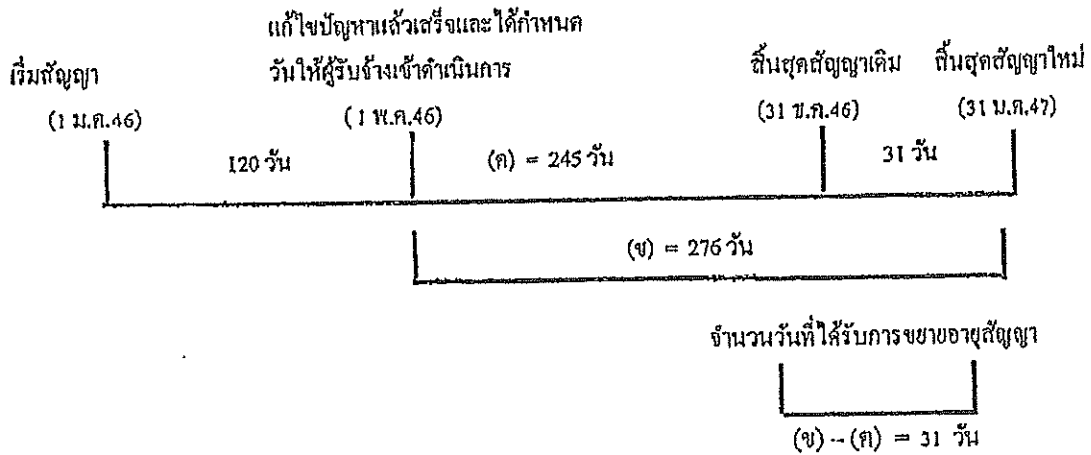 แก้ไขปัญหาแล้วเสร็จและได้กำหนด
วันให้ผู้รับจ้างเข้าดำเนินการ
เริ่มสัญญา
สิ้นสุดสัญญาเดิม
สิ้นสุดสัญญาใหม่
(1 ม.ค.46)
(1 พ.ค.46)
(31 ธ.ค.46)
(31 ม.ค.47)
120 วัน
(ค) = 245 วัน
31 วัน
(ข) = 276 วัน
จำนวนวันที่ได้รับการขยายอายุสัญญา
(ข) - (ค) = 31 วัน